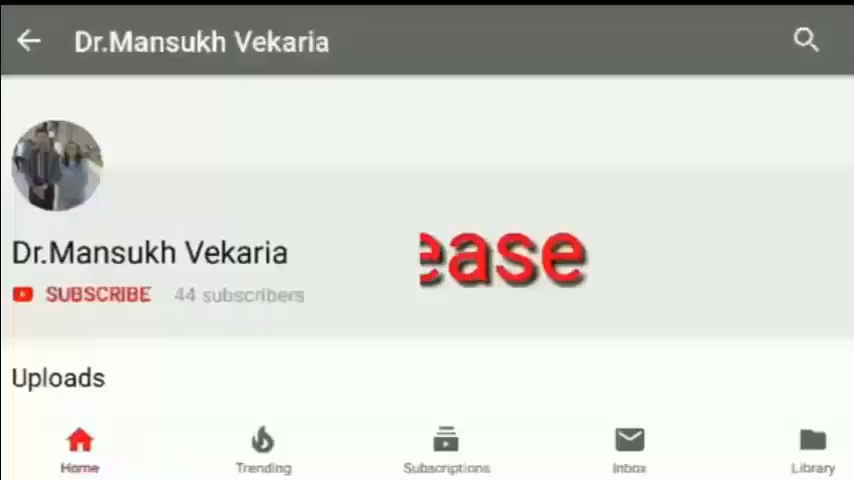 Dr.Mansukh Vekaria
Dr.Mansukh Vekaria
SUBSCRIBE 44 subscribers
ease
Uploads
Home Trending Subscriptions Inbox Library